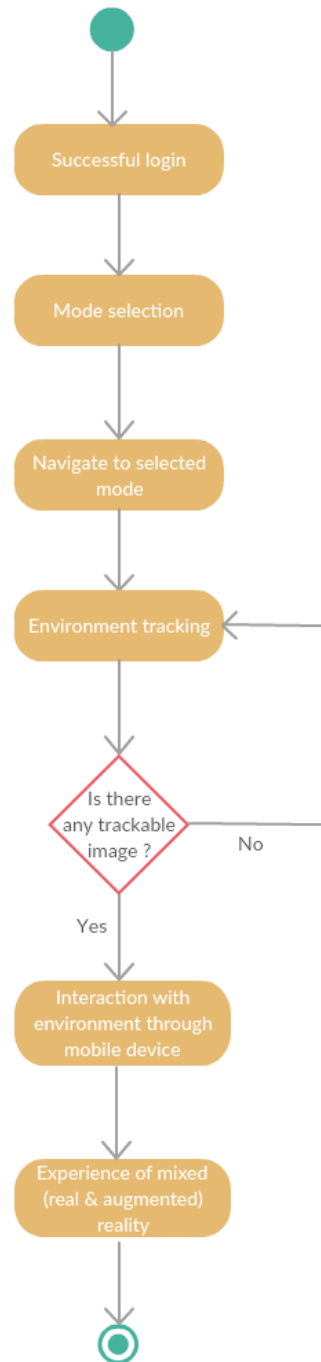 Successful login
Mode selection
Navigate to selected
mode
Environment tracking
Is there
any trackable
image ?
No
Yes
Interaction with
environment through
mobile device
Experience of mixed
(real & augmented)
reality